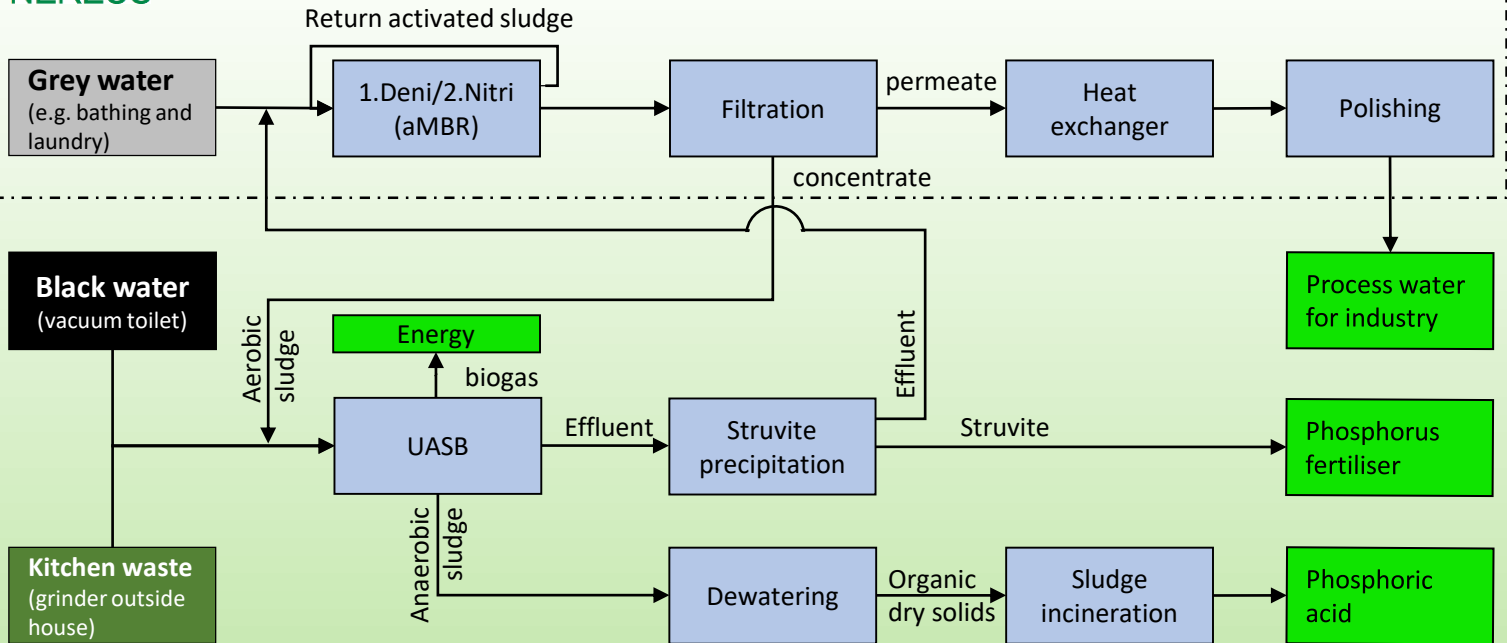 NEREUS
Return activated sludge
Grey water
(e.g. bathing and
laundry)
1.Deni/2.Nitri
(aMBR)
Filtration
permeate
Heat
exchanger
Polishing
concentrate
Black water
(vacuum toilet)
Aerobic
sludge
Energy
biogas
Effluent
Process water
for industry
UASB
Effluent
Struvite
precipitation
Struvite
Phosphorus
fertiliser
Kitchen waste
(grinder outside
house)
Anaerobic
sludge
Dewatering
Organic
dry solids
Sludge
incineration
Phosphoric
acid